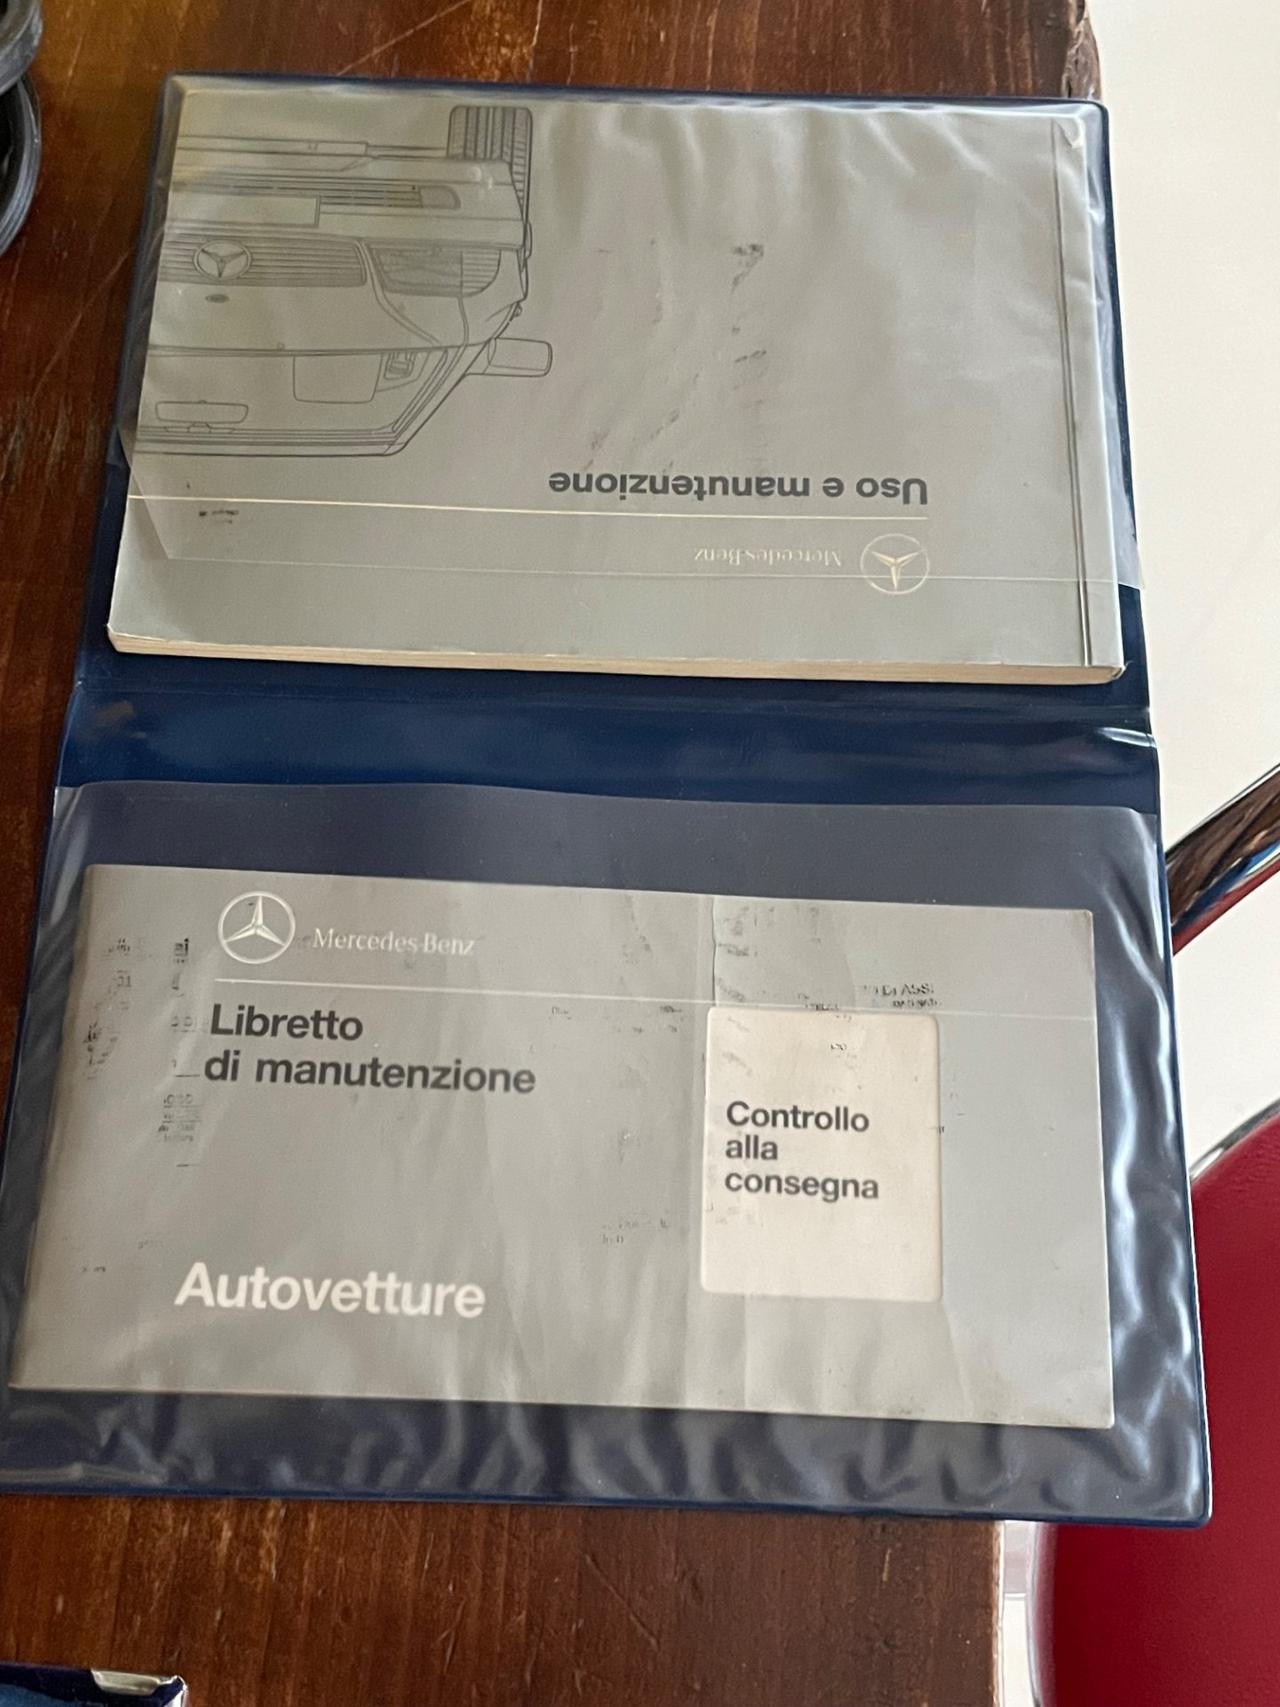 Uso e manutenzione
Mercedes-Benz
Mercedes-Benz
Libretto
di manutenzione
Controllo
alla
consegna
Autovetture